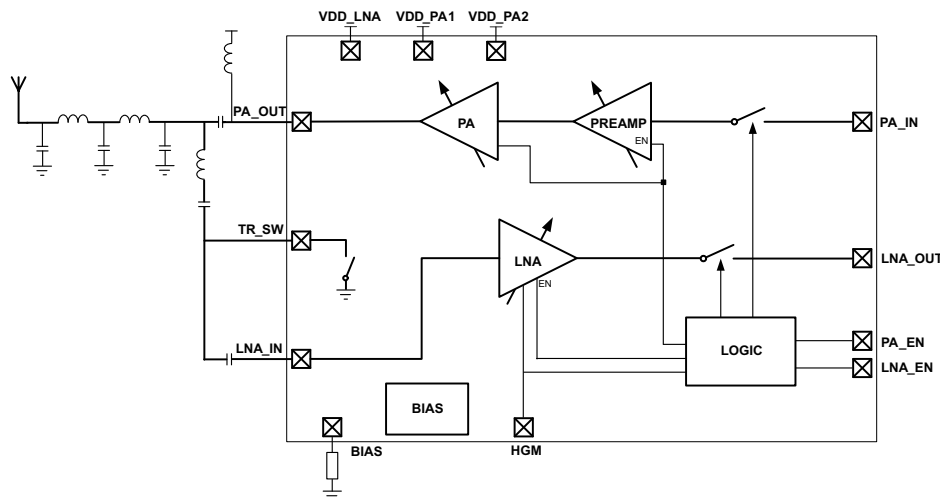 VDD_LNA
VDD_PA1
VDD_PA2
PA_OUT
PA
PREAMP
EN
PA_IN
TR_SW
LNA
EN
LNA_OUT
LNA_IN
LOGIC
PA_EN
LNA_EN
BIAS
BIAS
HGM